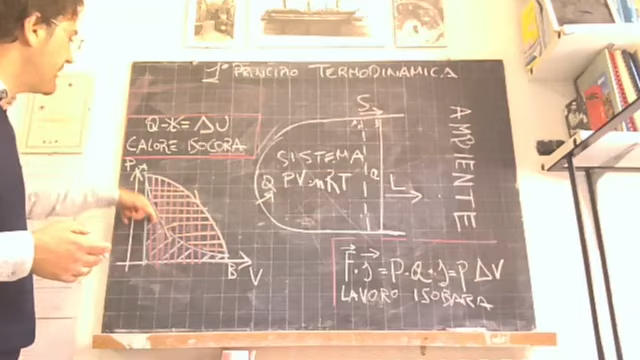 1° PRINCIPIO TERMODINAMICA
Q-L=ΔU
CALORE ISOCORA
P
A
B
V
S
SISTEMA
PV=nRT
Q
a
L
AMBIENTE
F·s=P·a·s=pΔV
LAVORO ISOBARA